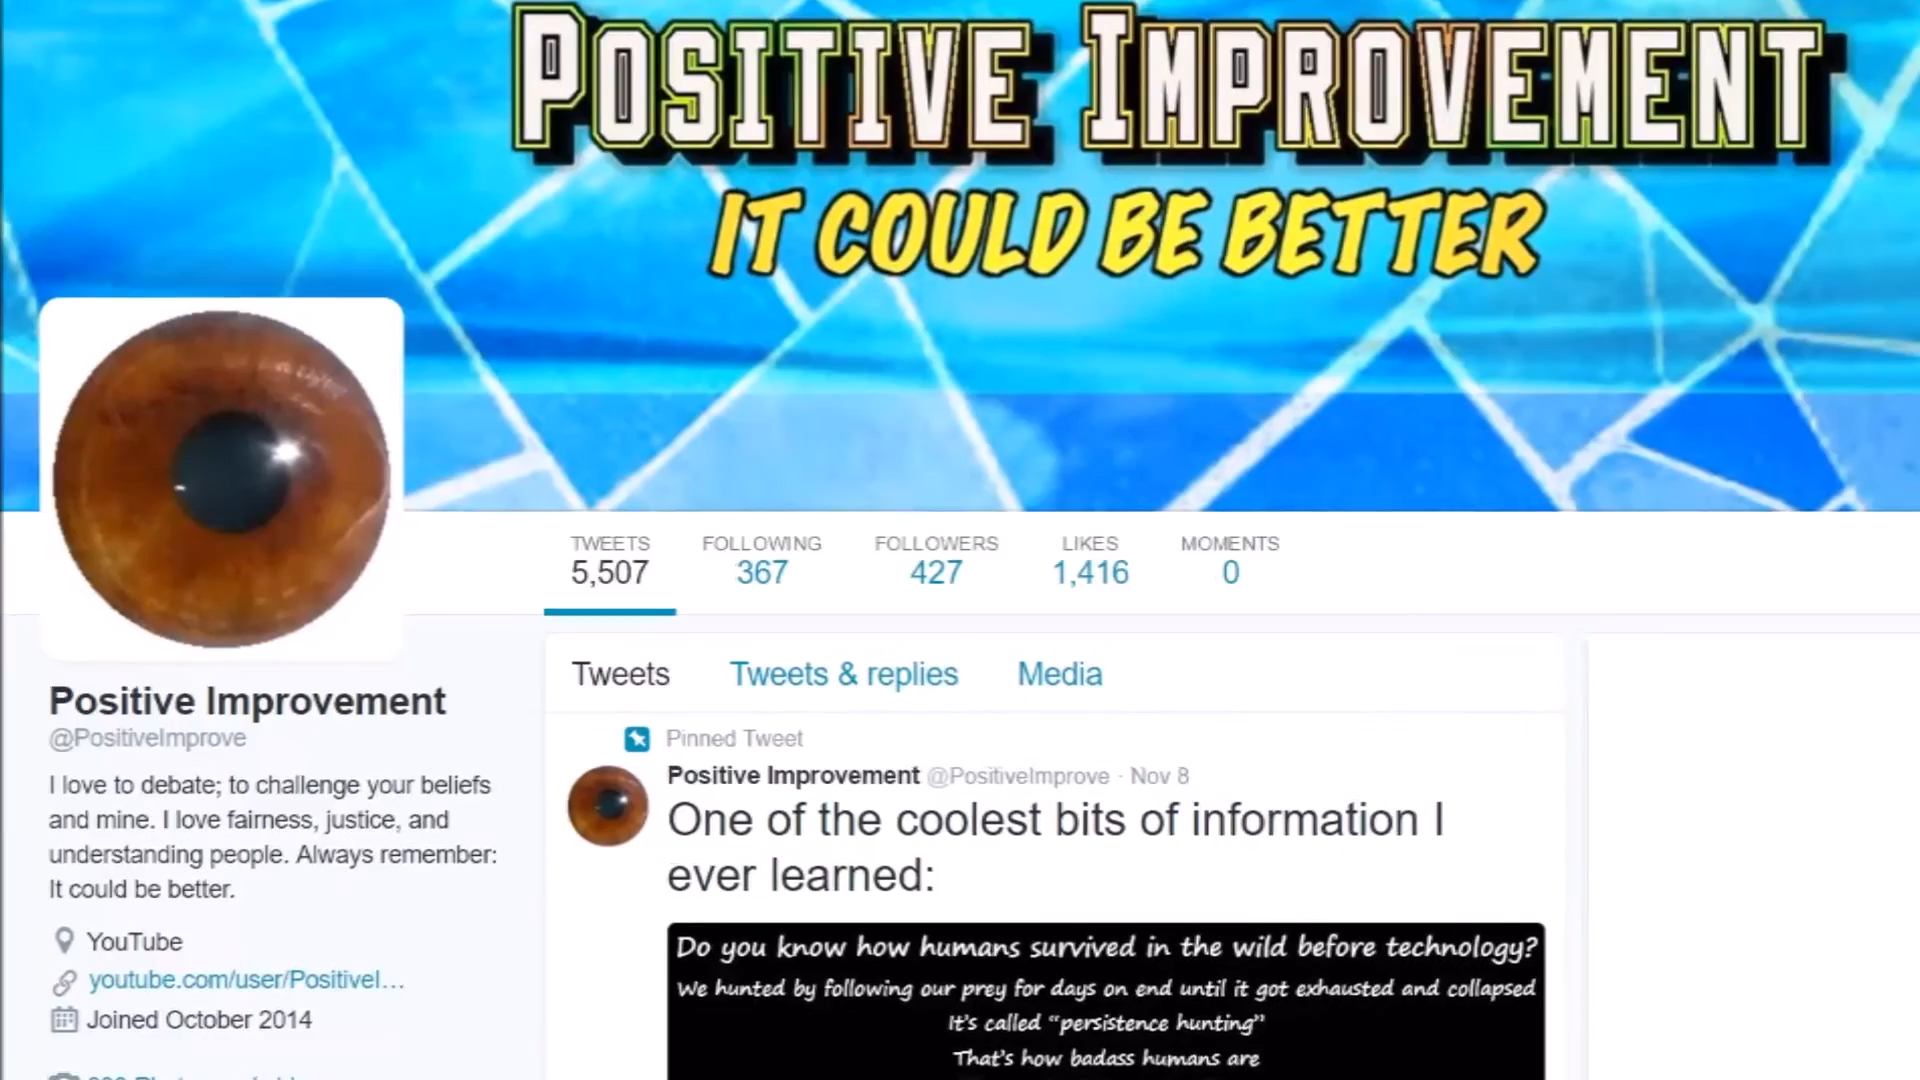 POSITIVE IMPROVEMENT
IT COULD BE BETTER
TWEETS FOLLOWING FOLLOWERS LIKES MOMENTS
5,507 367 427 1,416 0
Tweets Tweets & replies Media
Positive Improvement
@PositiveImprove
I love to debate; to challenge your beliefs
and mine. I love fairness, justice, and
understanding people. Always remember:
It could be better.
YouTube
youtube.com/user/PositiveI...
Joined October 2014
Pinned Tweet
Positive Improvement @PositiveImprove · Nov 8
One of the coolest bits of information I
ever learned:
Do you know how humans survived in the wild before technology?
We hunted by following our prey for days on end until it got exhausted and collapsed
It's called "persistence hunting"
That's how badass humans are